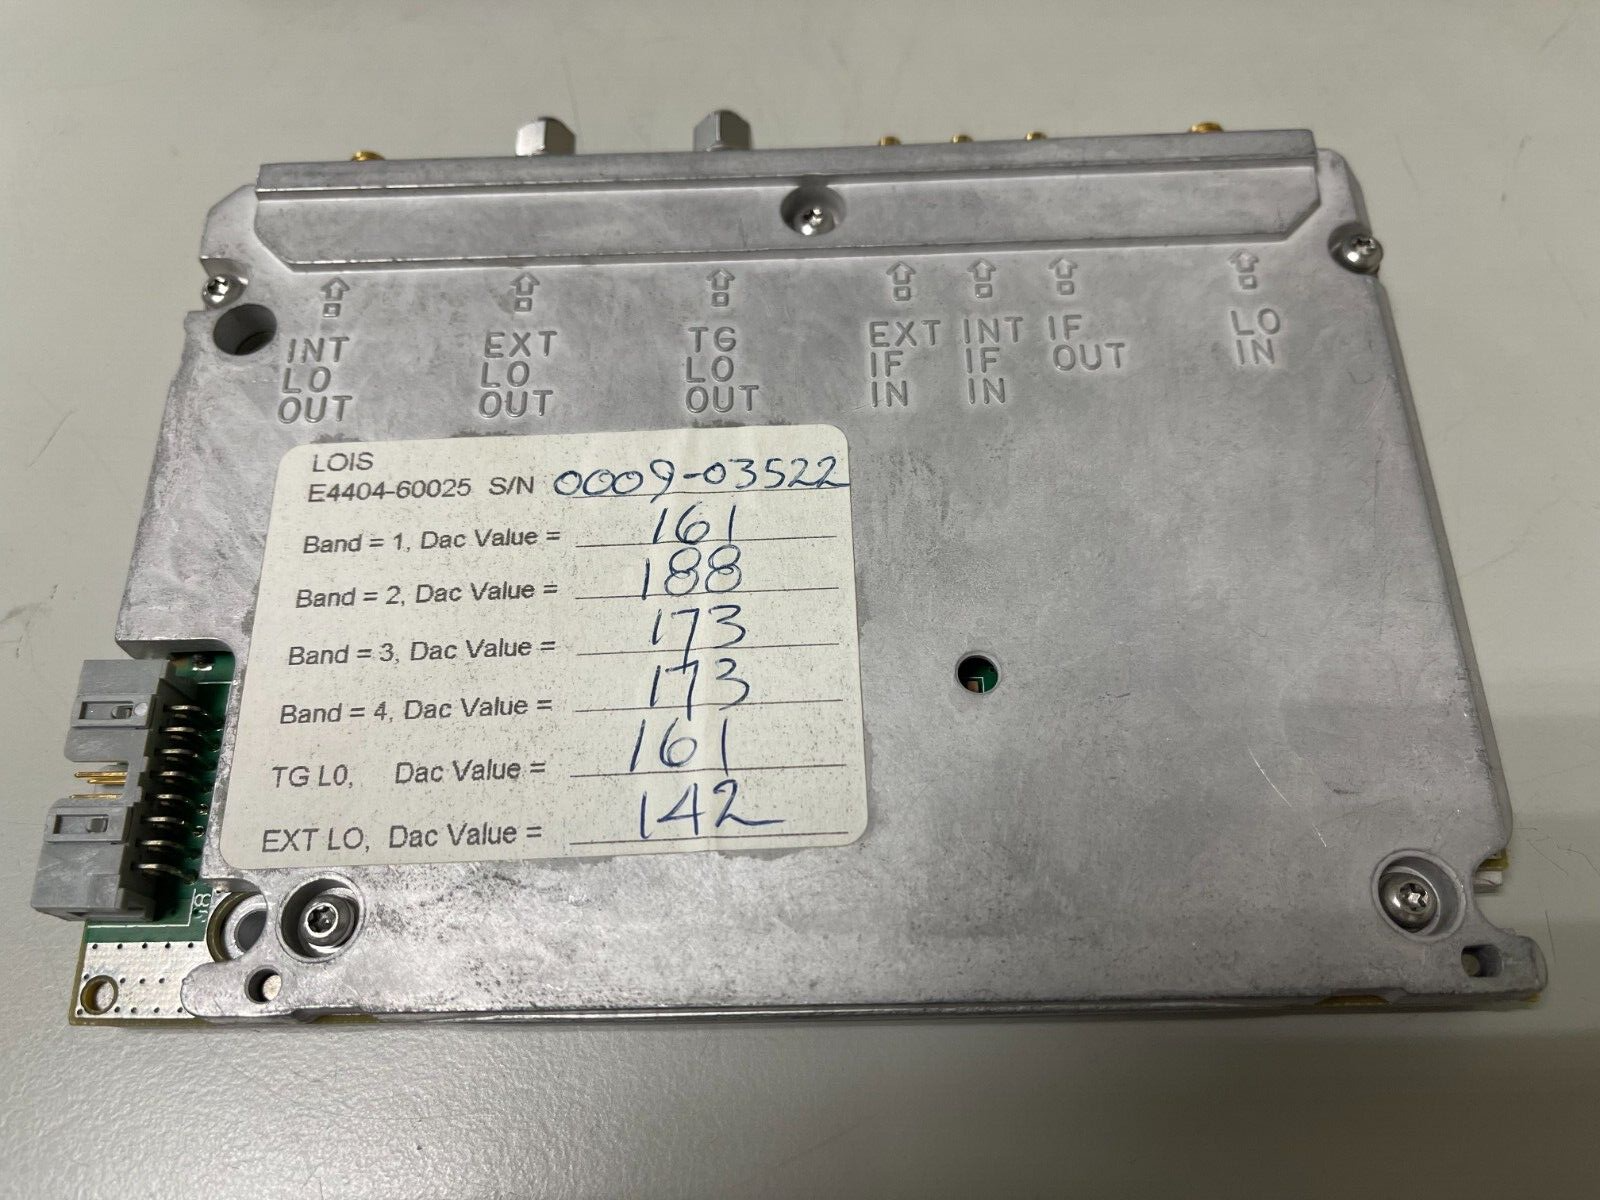 INT
LO
OUT
EXT
LO
OUT
TG
LO
OUT
EXT
IF
IN
INT
IF
IN
IF
OUT
LO
IN
LOIS
E4404-60025 S/N 0009-03522
Band = 1, Dac Value = 161
Band = 2, Dac Value = 188
Band = 3, Dac Value = 173
Band = 4, Dac Value = 173
TG L0, Dac Value = 161
EXT LO, Dac Value = 142